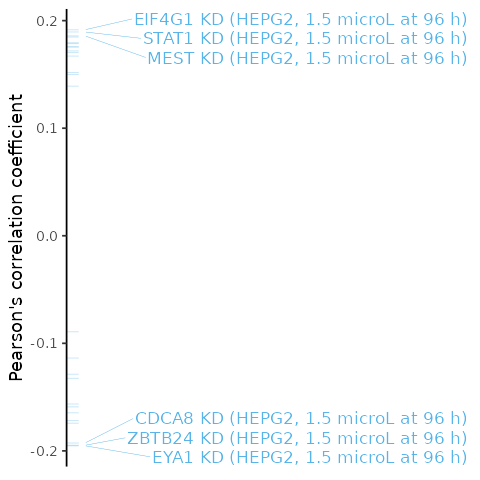 EIF4G1 KD (HEPG2, 1.5 microL at 96 h)
STAT1 KD (HEPG2, 1.5 microL at 96 h)
MEST KD (HEPG2, 1.5 microL at 96 h)
0.2
0.1
0.0
-0.1
-0.2
Pearson's correlation coefficient
CDCA8 KD (HEPG2, 1.5 microL at 96 h)
ZBTB24 KD (HEPG2, 1.5 microL at 96 h)
EYA1 KD (HEPG2, 1.5 microL at 96 h)